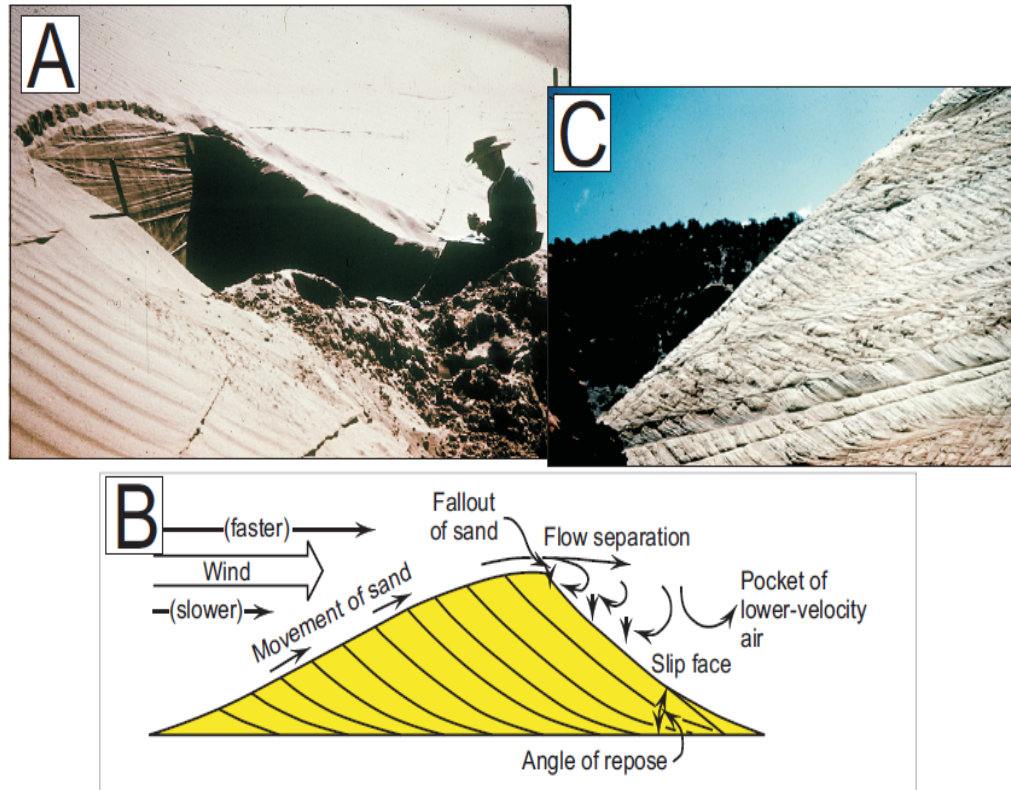 A
C
B
(faster)
Wind
(slower)
Movement of sand
Fallout
of sand
Flow separation
Pocket of
lower-velocity
air
Slip face
Angle of repose